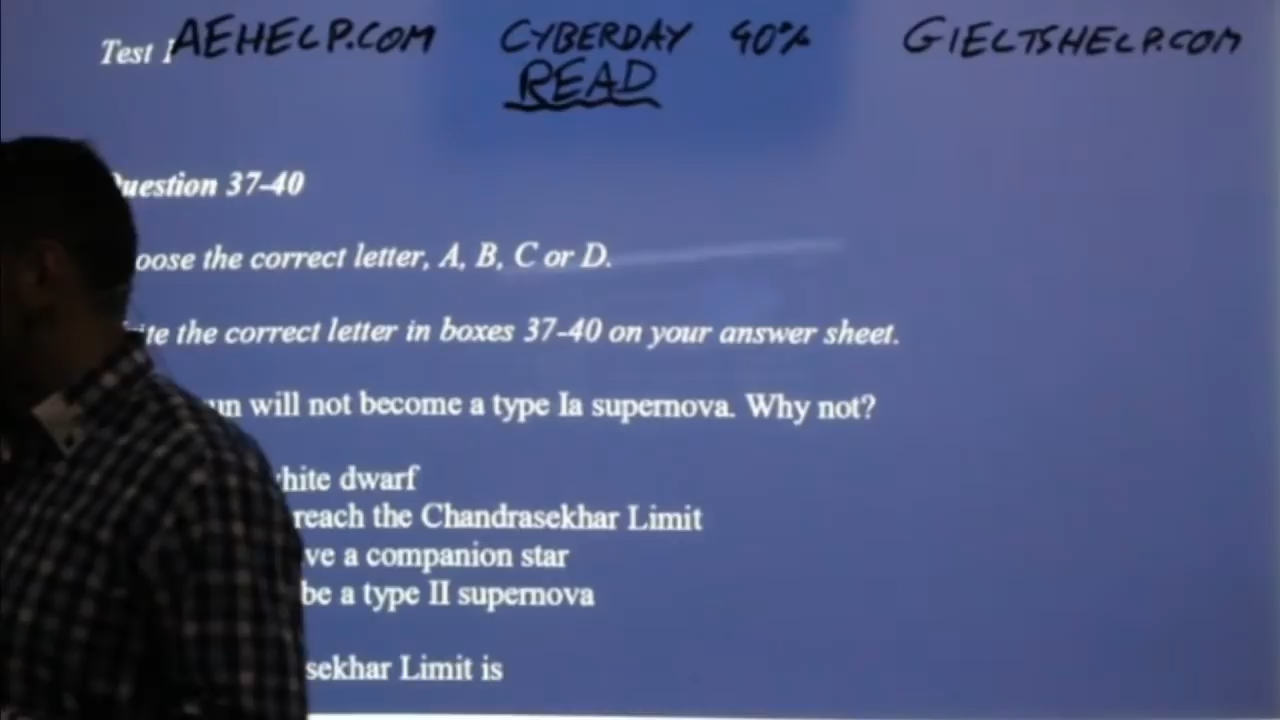 Test 1 AEHELP.COM CYBERDAY 40% GIELTSHELP.COM
READ
Question 37-40
oose the correct letter, A, B, C or D.
ite the correct letter in boxes 37-40 on your answer sheet.
un will not become a type Ia supernova. Why not?
hite dwarf
reach the Chandrasekhar Limit
ve a companion star
be a type II supernova
sekhar Limit is